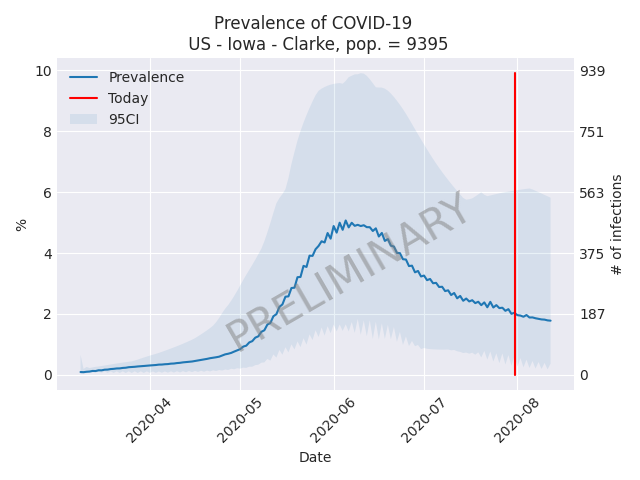 Prevalence of COVID-19
US - Iowa - Clarke, pop. = 9395
Prevalence
Today
95CI
PRELIMINARY
%
10
8
6
4
2
0
939
751
563
375
187
0
# of infections
2020-04
2020-05
2020-06
2020-07
2020-08
Date